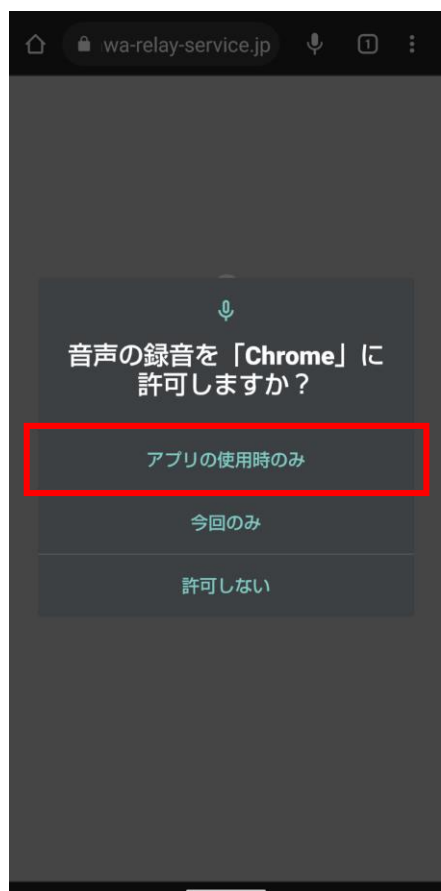 wa-relay-service.jp
1
音声の録音を「Chrome」に
許可しますか？
アプリの使用時のみ
今回のみ
許可しない